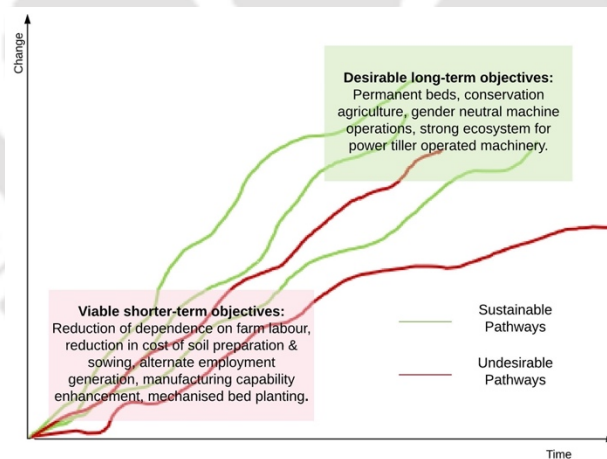 Change
Desirable long-term objectives:
Permanent beds, conservation
agriculture, gender neutral machine
operations, strong ecosystem for
power tiller operated machinery.
Viable shorter-term objectives:
Reduction of dependence on farm labour,
reduction in cost of soil preparation &
sowing, alternate employment
generation, manufacturing capability
enhancement, mechanised bed planting.
Sustainable
Pathways
Undesirable
Pathways
Time